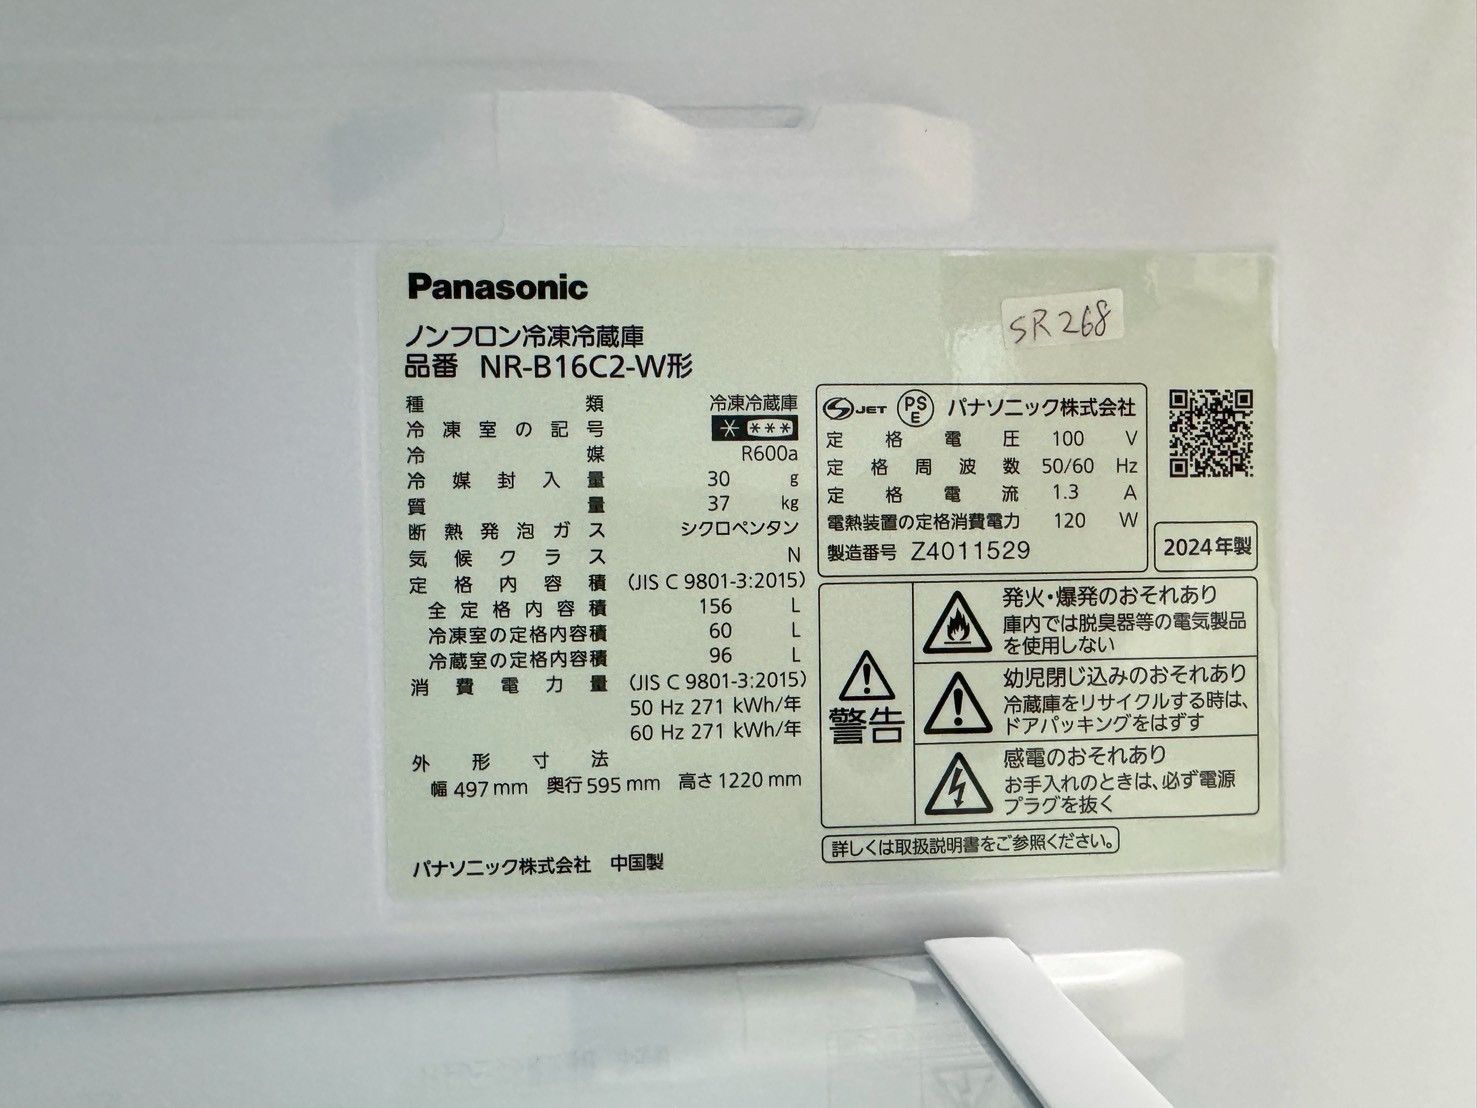 Panasonic
SR268
ノンフロン冷凍冷蔵庫
品番 NR-B16C2-W形
種類 冷凍冷蔵庫
冷凍室の記号 * ***
冷媒 R600a
冷媒封入量 30 g
質量 37 kg
断熱発泡ガス シクロペンタン
気候クラス N
定格内容積 (JIS C 9801-3:2015)
全定格内容積 156 L
冷凍室の定格内容積 60 L
冷蔵室の定格内容積 96 L
消費電力量 (JIS C 9801-3:2015)
50 Hz 271 kWh/年
60 Hz 271 kWh/年
外形寸法
幅 497 mm 奥行 595 mm 高さ 1220 mm
パナソニック株式会社 中国製
S JET PSE パナソニック株式会社
定格電圧 100 V
定格周波数 50/60 Hz
定格電流 1.3 A
電熱装置の定格消費電力 120 W
製造番号 Z4011529
2024年製
警告
発火・爆発のおそれあり
庫内では脱臭器等の電気製品
を使用しない
幼児閉じ込みのおそれあり
冷蔵庫をリサイクルする時は、
ドアパッキングをはずす
感電のおそれあり
お手入れのときは、必ず電源
プラグを抜く
詳しくは取扱説明書をご参照ください。